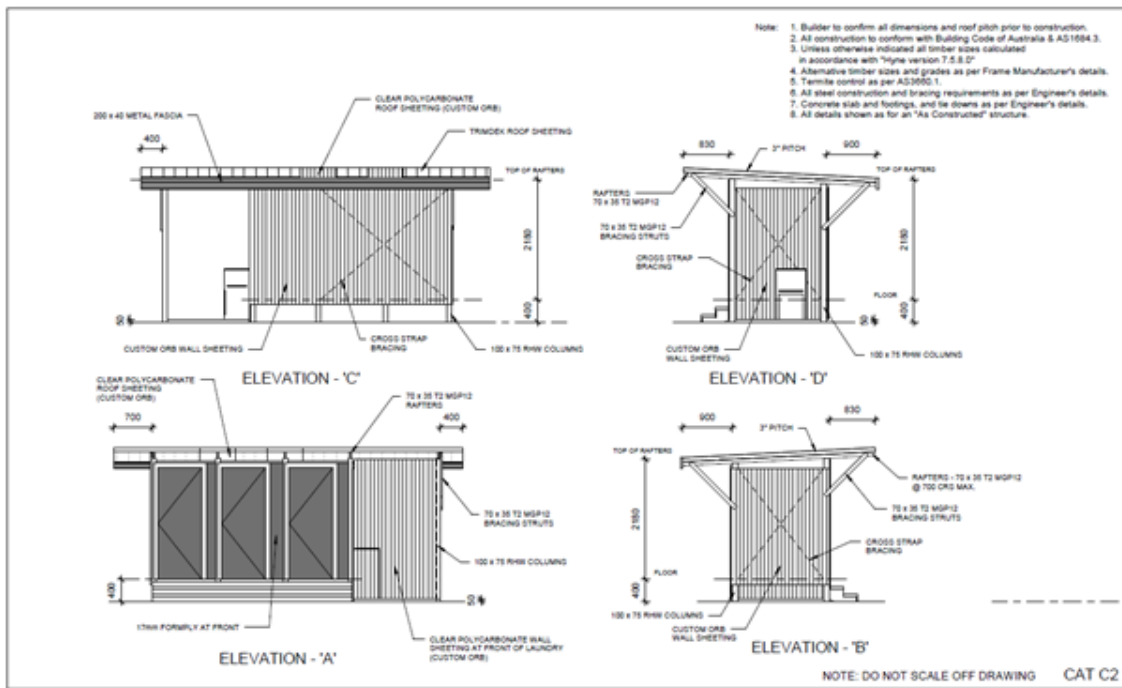 Note: 1. Builder to confirm all dimensions and roof pitch prior to construction.
2. All construction to conform with Building Code of Australia & AS1684.3.
3. Unless otherwise indicated all timber sizes calculated
in accordance with "Hyne version 7.5.8.0"
4. Alternative timber sizes and grades as per Frame Manufacturer's details.
5. Termite control as per AS3660.1.
6. All steel construction and bracing requirements as per Engineer's details.
7. Concrete slab and footings, and tie downs as per Engineer's details.
8. All details shown as for an "As Constructed" structure.
CLEAR POLYCARBONATE
ROOF SHEETING (CUSTOM ORB)
200 x 40 METAL FASCIA
TRIMDEK ROOF SHEETING
400
TOP OF RAFTERS
2180
400
50
CUSTOM ORB WALL SHEETING
CROSS STRAP
BRACING
100 x 75 RHW COLUMNS
ELEVATION - 'C'
830
3° PITCH
900
TOP OF RAFTERS
RAFTERS
70 x 35 T2 MGP12
70 x 35 T2 MGP12
BRACING STRUTS
CROSS STRAP
BRACING
2180
FLOOR
400
50
CUSTOM ORB
WALL SHEETING
100 x 75 RHW COLUMNS
ELEVATION - 'D'
CLEAR POLYCARBONATE
ROOF SHEETING
(CUSTOM ORB)
70 x 35 T2 MGP12
RAFTERS
700
400
70 x 35 T2 MGP12
BRACING STRUTS
100 x 75 RHW COLUMNS
400
50
17mm FORMPLY AT FRONT
CLEAR POLYCARBONATE WALL
SHEETING AT FRONT OF LAUNDRY
(CUSTOM ORB)
ELEVATION - 'A'
900
830
3° PITCH
TOP OF RAFTERS
RAFTERS - 70 x 35 T2 MGP12
@ 700 CRS MAX.
70 x 35 T2 MGP12
BRACING STRUTS
2180
CROSS STRAP
BRACING
FLOOR
400
100 x 75 RHW COLUMNS
CUSTOM ORB
WALL SHEETING
ELEVATION - 'B'
NOTE: DO NOT SCALE OFF DRAWING
CAT C2